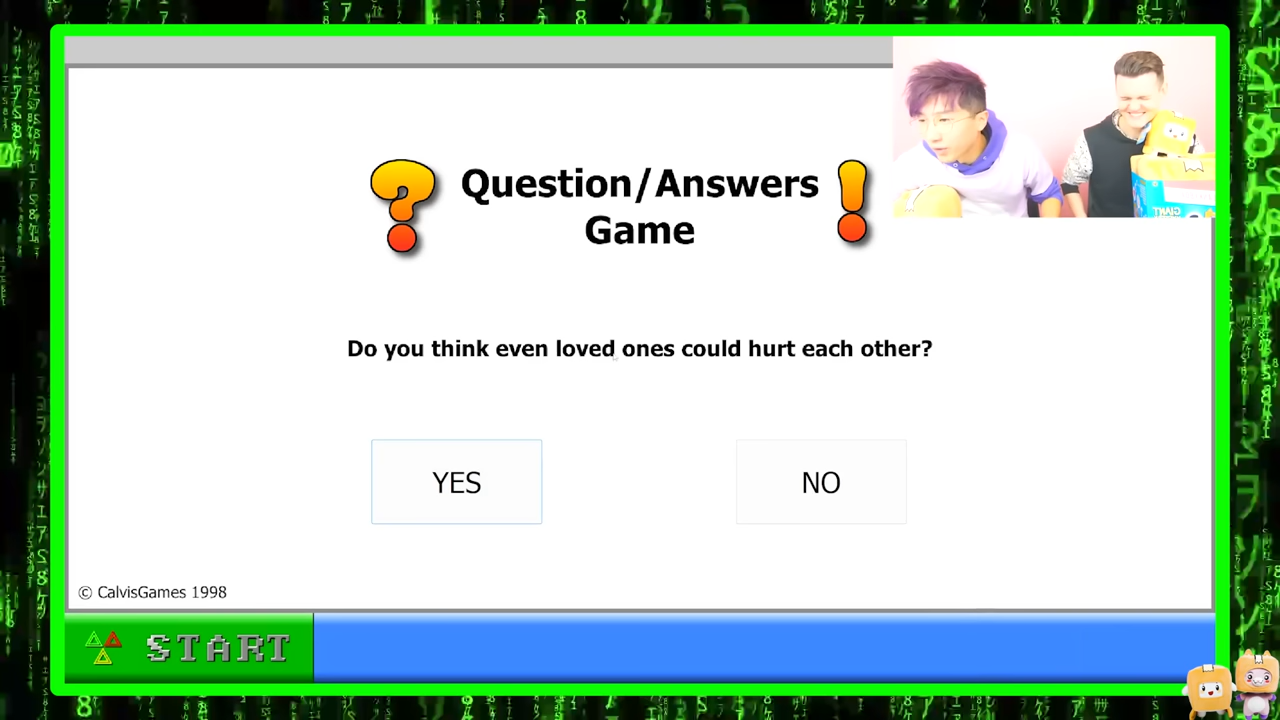 Question/Answers
Game
Do you think even loved ones could hurt each other?
YES
NO
© CalvisGames 1998
START